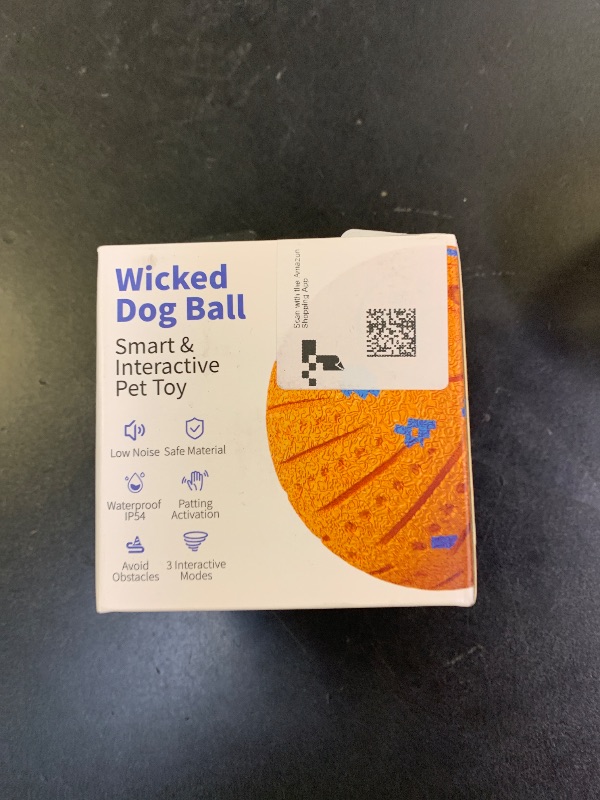 Wicked
Dog Ball
Smart &
Interactive
Pet Toy
Low Noise
Safe Material
Waterproof
IP54
Patting
Activation
Avoid
Obstacles
3 Interactive
Modes
Scan with the Amazon
Shopping App